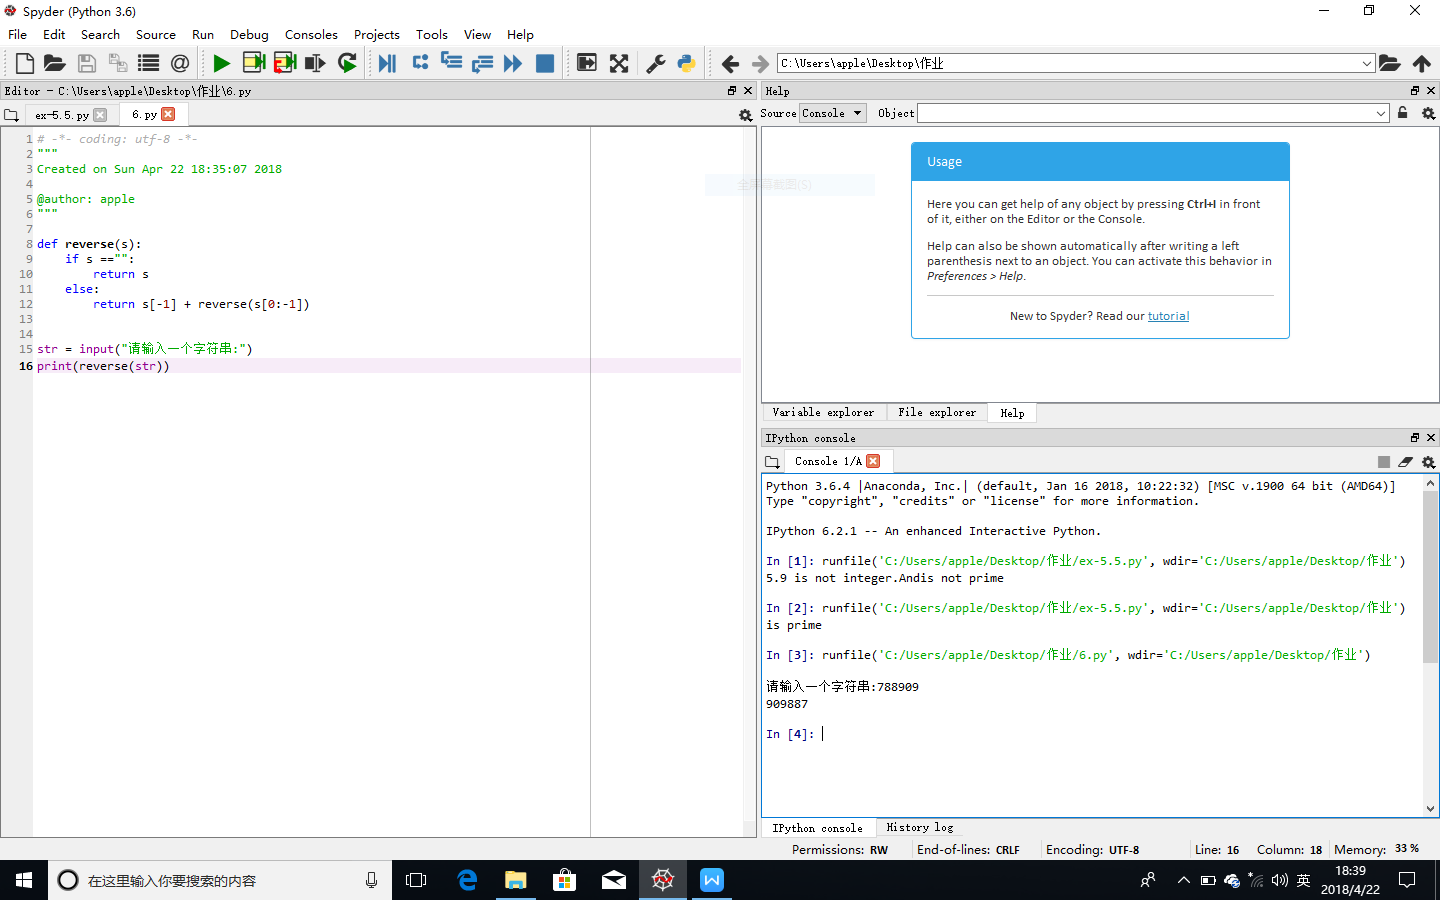 Spyder (Python 3.6)
File Edit Search Source Run Debug Consoles Projects Tools View Help
C:\Users\apple\Desktop\作业
Editor - C:\Users\apple\Desktop\作业\6.py
ex-5.5.py
6.py
1 # -*- coding: utf-8 -*-
2 """
3 Created on Sun Apr 22 18:35:07 2018
4
5 @author: apple
6 """
7
8 def reverse(s):
9     if s =="":
10         return s
11     else:
12         return s[-1] + reverse(s[0:-1])
13
14
15 str = input("请输入一个字符串:")
16 print(reverse(str))
Help
Source Console Object
全屏幕截图(S)
Usage
Here you can get help of any object by pressing Ctrl+I in front
of it, either on the Editor or the Console.
Help can also be shown automatically after writing a left
parenthesis next to an object. You can activate this behavior in
Preferences > Help.
New to Spyder? Read our tutorial
Variable explorer File explorer Help
IPython console
Console 1/A
Python 3.6.4 |Anaconda, Inc.| (default, Jan 16 2018, 10:22:32) [MSC v.1900 64 bit (AMD64)]
Type "copyright", "credits" or "license" for more information.
IPython 6.2.1 -- An enhanced Interactive Python.
In [1]: runfile('C:/Users/apple/Desktop/作业/ex-5.5.py', wdir='C:/Users/apple/Desktop/作业')
5.9 is not integer.Andis not prime
In [2]: runfile('C:/Users/apple/Desktop/作业/ex-5.5.py', wdir='C:/Users/apple/Desktop/作业')
is prime
In [3]: runfile('C:/Users/apple/Desktop/作业/6.py', wdir='C:/Users/apple/Desktop/作业')
请输入一个字符串:788909
909887
In [4]:
IPython console History log
Permissions: RW End-of-lines: CRLF Encoding: UTF-8 Line: 16 Column: 18 Memory: 33 %
在这里输入你要搜索的内容
英
18:39
2018/4/22